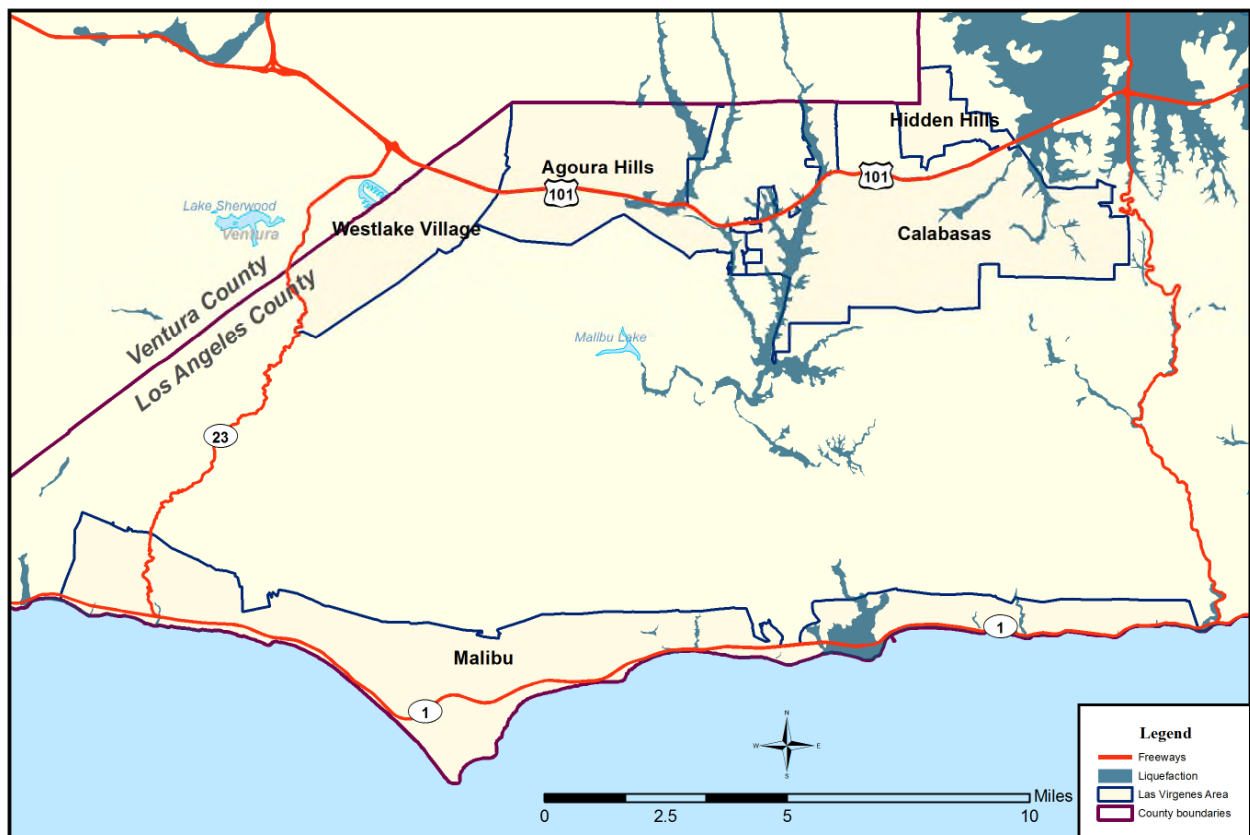 Hidden Hills
Agoura Hills
101
101
Lake Sherwood
Ventura
Westlake Village
Calabasas
Ventura County
Los Angeles County
Malibu Lake
23
Malibu
1
1
N
W E
S
Miles
0 2.5 5 10
Legend
Freeways
Liquefaction
Las Virgenes Area
County boundaries